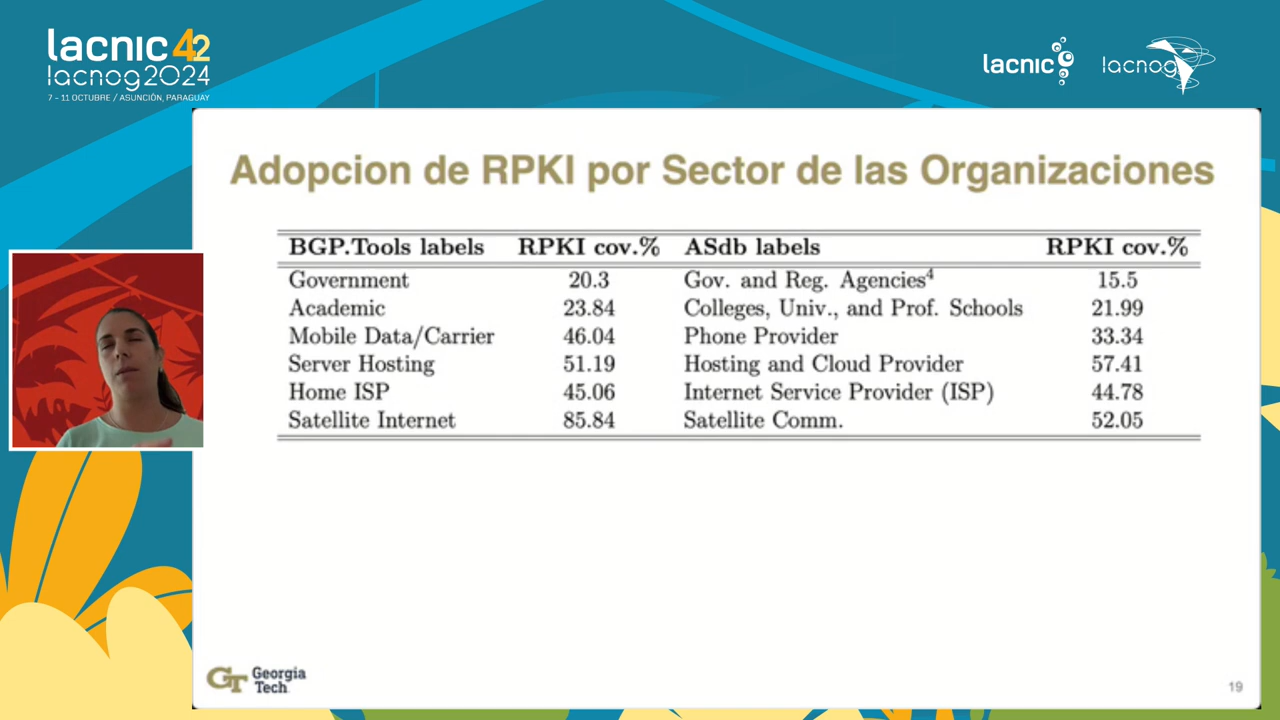 lacnic 42
lacnog2024
7 - 11 OCTUBRE / ASUNCIÓN, PARAGUAY
lacnic
lacnog
Adopcion de RPKI por Sector de las Organizaciones
BGP.Tools labels RPKI cov.% ASdb labels RPKI cov.%
Government 20.3 Gov. and Reg. Agencies4 15.5
Academic 23.84 Colleges, Univ., and Prof. Schools 21.99
Mobile Data/Carrier 46.04 Phone Provider 33.34
Server Hosting 51.19 Hosting and Cloud Provider 57.41
Home ISP 45.06 Internet Service Provider (ISP) 44.78
Satellite Internet 85.84 Satellite Comm. 52.05
GT Georgia
Tech
19